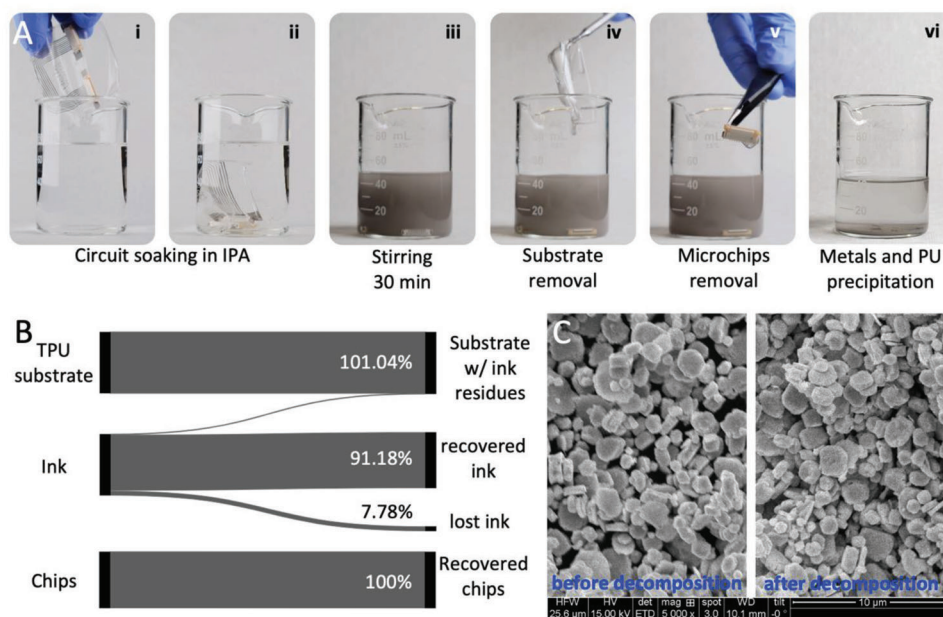 A
i
ii
iii
iv
v
vi
mL
60
40
20
40
20
40
20
20
Circuit soaking in IPA
Stirring
30 min
Substrate
removal
Microchips
removal
Metals and PU
precipitation
B
TPU
substrate
101.04%
Substrate
w/ ink
residues
Ink
91.18%
recovered
ink
7.78%
lost ink
Chips
100%
Recovered
chips
C
before decomposition
after decomposition
HFW HV det mag ⊞ spot WD tilt
25.6 µm 15.00 kV ETD 5 000 x 3.0 10.1 mm -0°
10 µm